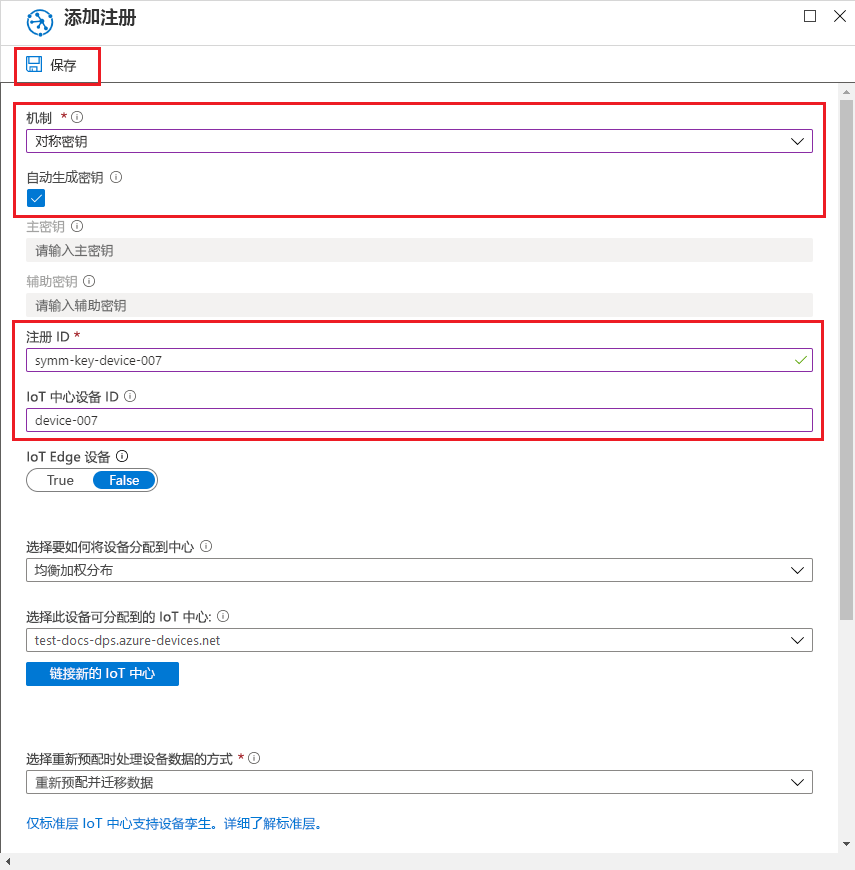 添加注册
保存
机制 *
对称密钥
自动生成密钥
主密钥
请输入主密钥
辅助密钥
请输入辅助密钥
注册 ID *
symm-key-device-007
IoT 中心设备 ID
device-007
IoT Edge 设备
True False
选择要如何将设备分配到中心
均衡加权分布
选择此设备可分配到的 IoT 中心:
test-docs-dps.azure-devices.net
链接新的 IoT 中心
选择重新预配时处理设备数据的方式 *
重新预配并迁移数据
仅标准层 IoT 中心支持设备孪生。详细了解标准层。